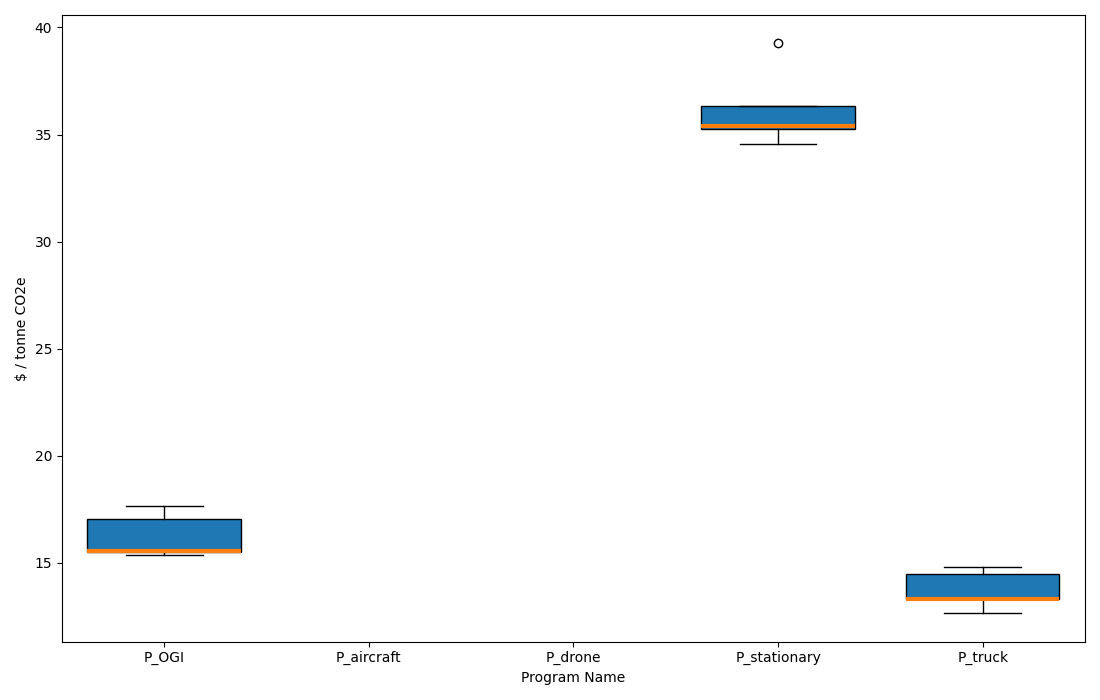 40
35
30
25
20
15
$ / tonne CO2e
P_OGI P_aircraft P_drone P_stationary P_truck
Program Name